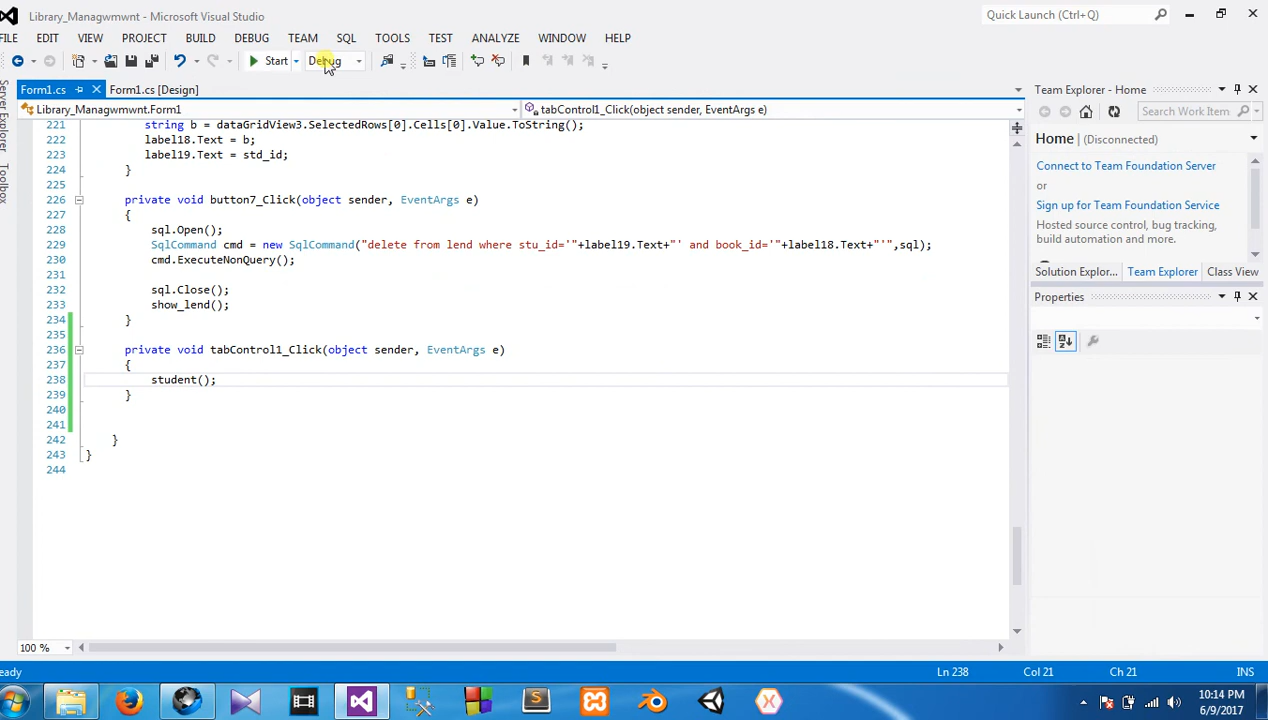 Library_Managwmwnt - Microsoft Visual Studio
Quick Launch (Ctrl+Q)
FILE EDIT VIEW PROJECT BUILD DEBUG TEAM SQL TOOLS TEST ANALYZE WINDOW HELP
Start Debug
Form1.cs Form1.cs [Design]
Library_Managwmwnt.Form1 tabControl1_Click(object sender, EventArgs e)
221 string b = dataGridView3.SelectedRows[0].Cells[0].Value.ToString();
222 label18.Text = b;
223 label19.Text = std_id;
224 }
225
226 private void button7_Click(object sender, EventArgs e)
227 {
228 sql.Open();
229 SqlCommand cmd = new SqlCommand("delete from lend where stu_id='"+label19.Text+"' and book_id='"+label18.Text+"'",sql);
230 cmd.ExecuteNonQuery();
231
232 sql.Close();
233 show_lend();
234 }
235
236 private void tabControl1_Click(object sender, EventArgs e)
237 {
238 student();
239 }
240
241
242 }
243 }
244
100 %
Server Explorer
Toolbox
Team Explorer - Home
Search Work Item
Home | (Disconnected)
Connect to Team Foundation Server
or
Sign up for Team Foundation Service
Hosted source control, bug tracking,
build automation and more.
Solution Explor... Team Explorer Class View
Properties
eady Ln 238 Col 21 Ch 21 INS
10:14 PM
6/9/2017